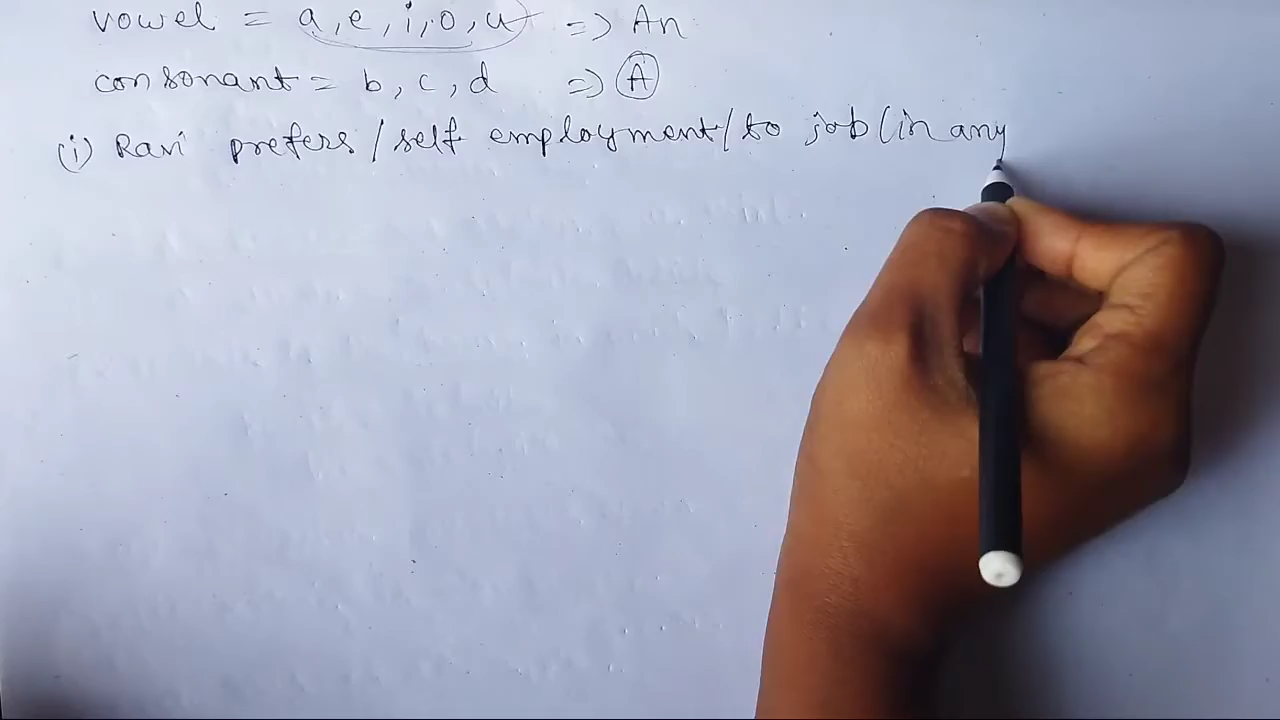 vowel = a, e, i, o, u => An
consonant = b, c, d => A
(i) Ravi prefers / self employment / to job (in any